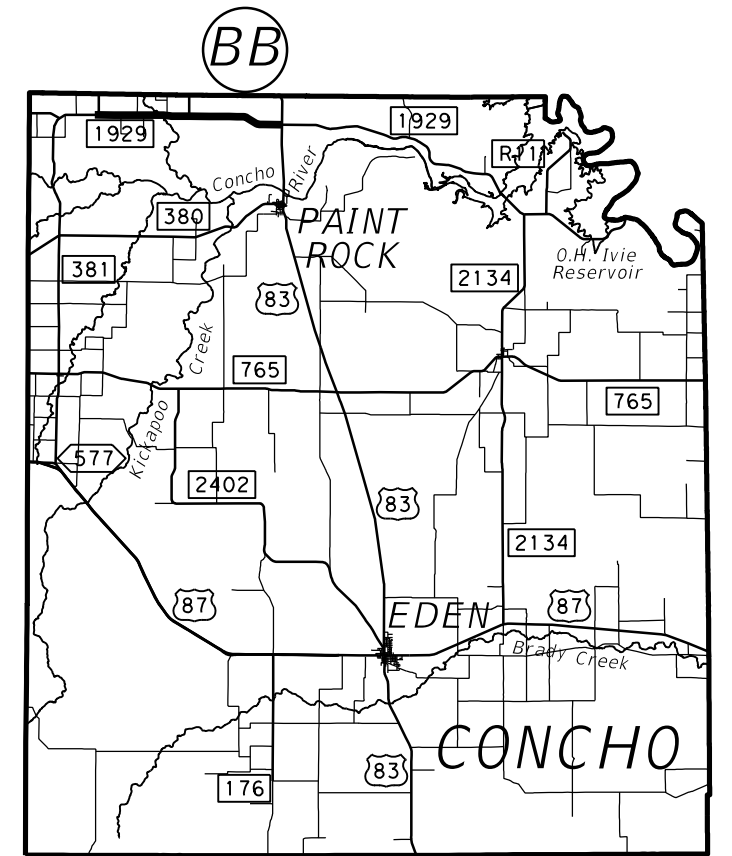 BB
1929
1929
R 1
Concho River
380
PAINT
ROCK
381
O.H. Ivie
Reservoir
2134
83
Creek
765
765
Kickapoo
577
2402
83
2134
87
EDEN
87
Brady Creek
CONCHO
83
176